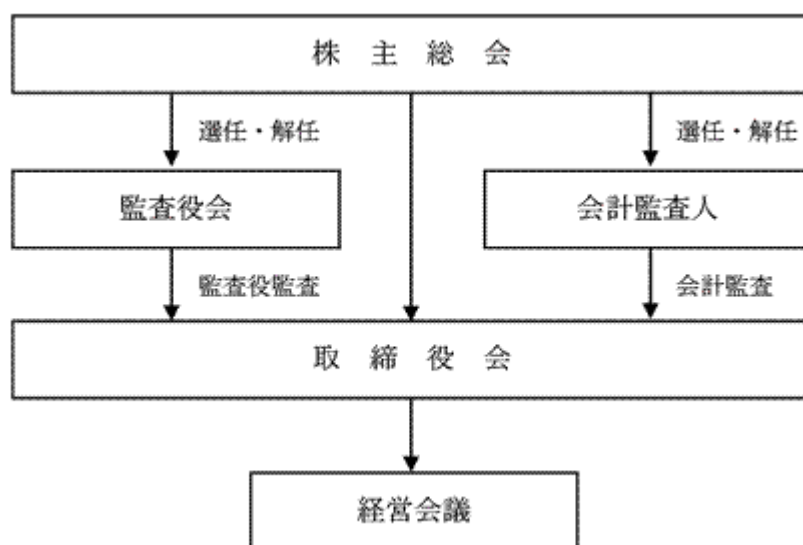 株主総会
選任・解任
選任・解任
監査役会
会計監査人
監査役監査
会計監査
取締役会
経営会議